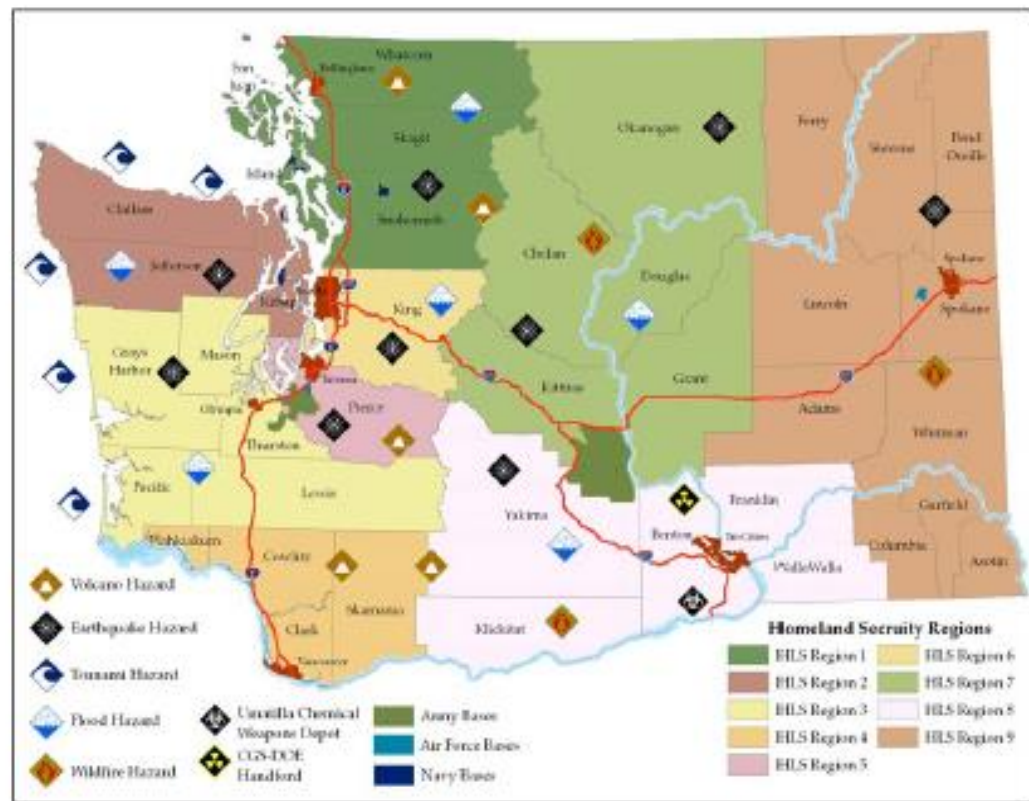 Whatcom
Bellingham
Okanogan
Ferry
Stevens
Pend
Oreille
Skagit
Island
Snohomish
Clallam
Chelan
Jefferson
Douglas
Spokane
Lincoln
Spokane
Kitsap
King
Grays
Harbor
Mason
Kittitas
Grant
Tacoma
Adams
Olympia
Pierce
Whitman
Thurston
Pacific
Lewis
Yakima
Franklin
Garfield
Benton
Tri-Cities
Wahkiakum
Cowlitz
Columbia
WallaWalla
Asotin
Skamania
Klickitat
Clark
Vancouver
Volcano Hazard
Earthquake Hazard
Tsunami Hazard
Flood Hazard
Wildfire Hazard
Umatilla Chemical
Weapons Depot
CGS-DOE
Handford
Army Bases
Air Force Bases
Navy Bases
Homeland Secruity Regions
HLS Region 1
HLS Region 2
HLS Region 3
HLS Region 4
HLS Region 5
HLS Region 6
HLS Region 7
HLS Region 8
HLS Region 9